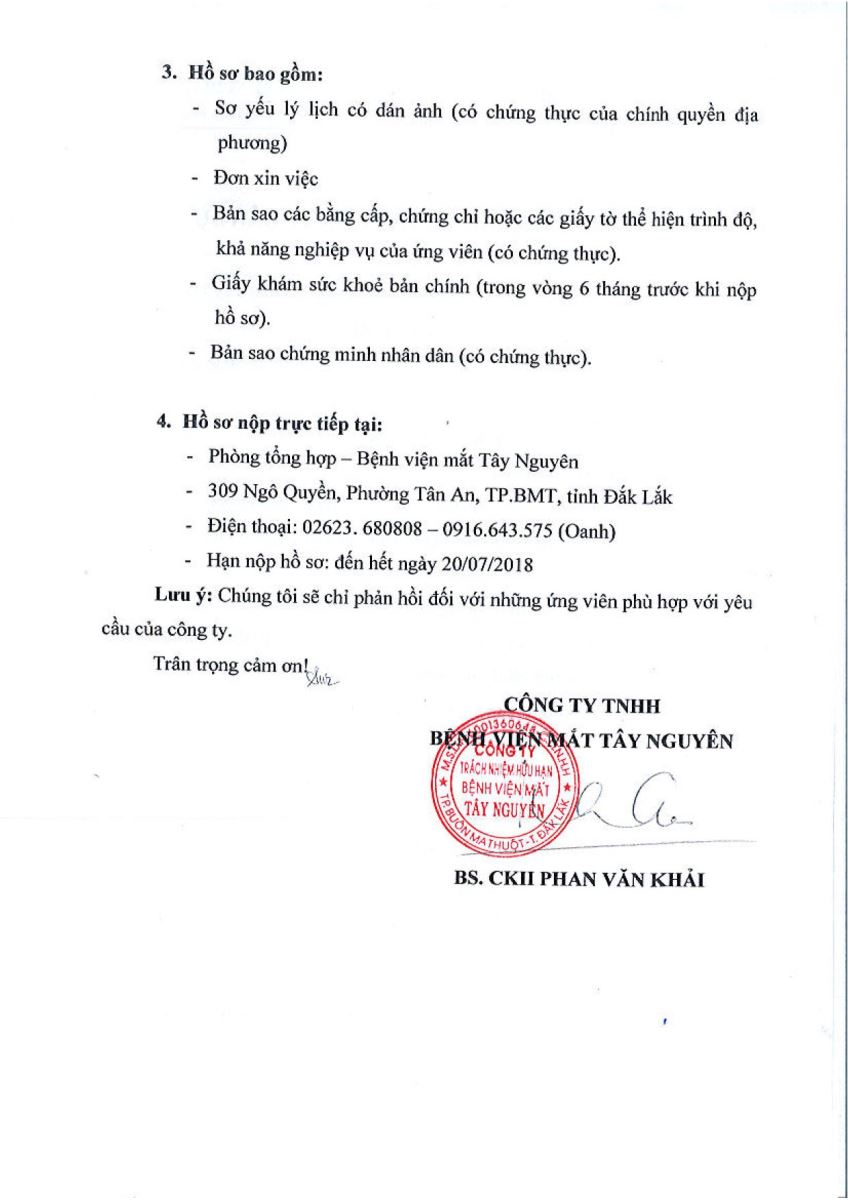 3. Hồ sơ bao gồm:
- Sơ yếu lý lịch có dán ảnh (có chứng thực của chính quyền địa
phương)
- Đơn xin việc
- Bản sao các bằng cấp, chứng chỉ hoặc các giấy tờ thể hiện trình độ,
khả năng nghiệp vụ của ứng viên (có chứng thực).
- Giấy khám sức khoẻ bản chính (trong vòng 6 tháng trước khi nộp
hồ sơ).
- Bản sao chứng minh nhân dân (có chứng thực).
4. Hồ sơ nộp trực tiếp tại:
- Phòng tổng hợp – Bệnh viện mắt Tây Nguyên
- 309 Ngô Quyền, Phường Tân An, TP.BMT, tỉnh Đắk Lắk
- Điện thoại: 02623. 680808 – 0916.643.575 (Oanh)
- Hạn nộp hồ sơ: đến hết ngày 20/07/2018
Lưu ý: Chúng tôi sẽ chỉ phản hồi đối với những ứng viên phù hợp với yêu
cầu của công ty.
Trân trọng cảm ơn!
CÔNG TY TNHH
BỆNH VIỆN MẮT TÂY NGUYÊN
CÔNG TY
TRÁCH NHIỆM HỮU HẠN
BỆNH VIỆN MẮT
TÂY NGUYÊN
TP.BUÔN MA THUỘT-T.ĐẮK LẮK
BS. CKII PHAN VĂN KHẢI